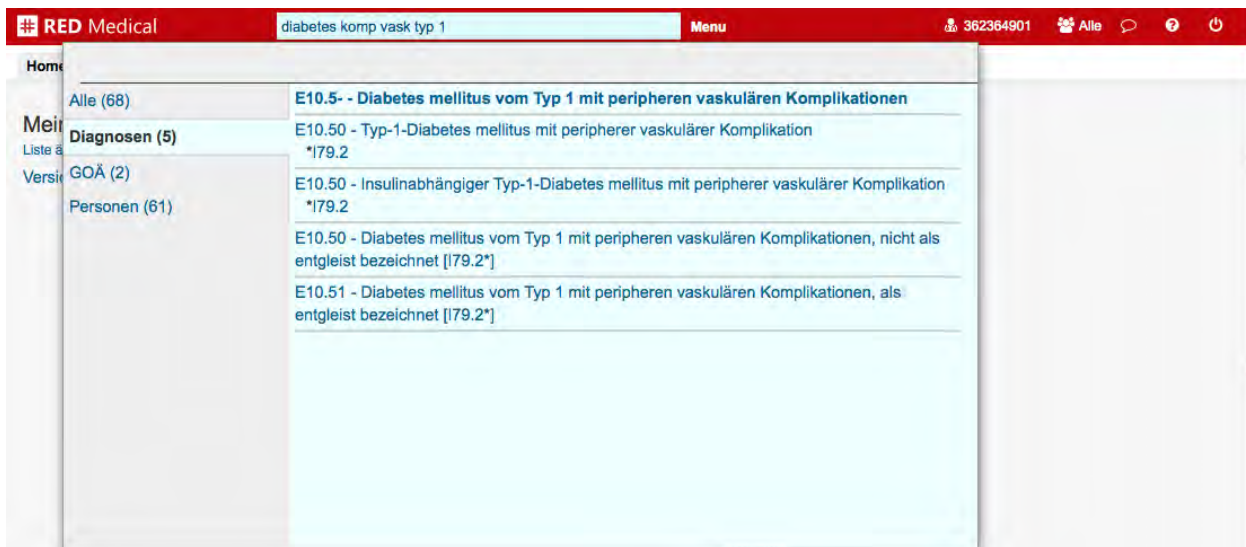 RED Medical
diabetes komp vask typ 1
Menu
362364901
Alle
Home
Alle (68)
Diagnosen (5)
GOÄ (2)
Personen (61)
Mein
Liste ä
Versi
E10.5- - Diabetes mellitus vom Typ 1 mit peripheren vaskulären Komplikationen
E10.50 - Typ-1-Diabetes mellitus mit peripherer vaskulärer Komplikation
*I79.2
E10.50 - Insulinabhängiger Typ-1-Diabetes mellitus mit peripherer vaskulärer Komplikation
*I79.2
E10.50 - Diabetes mellitus vom Typ 1 mit peripheren vaskulären Komplikationen, nicht als
entgleist bezeichnet [I79.2*]
E10.51 - Diabetes mellitus vom Typ 1 mit peripheren vaskulären Komplikationen, als
entgleist bezeichnet [I79.2*]